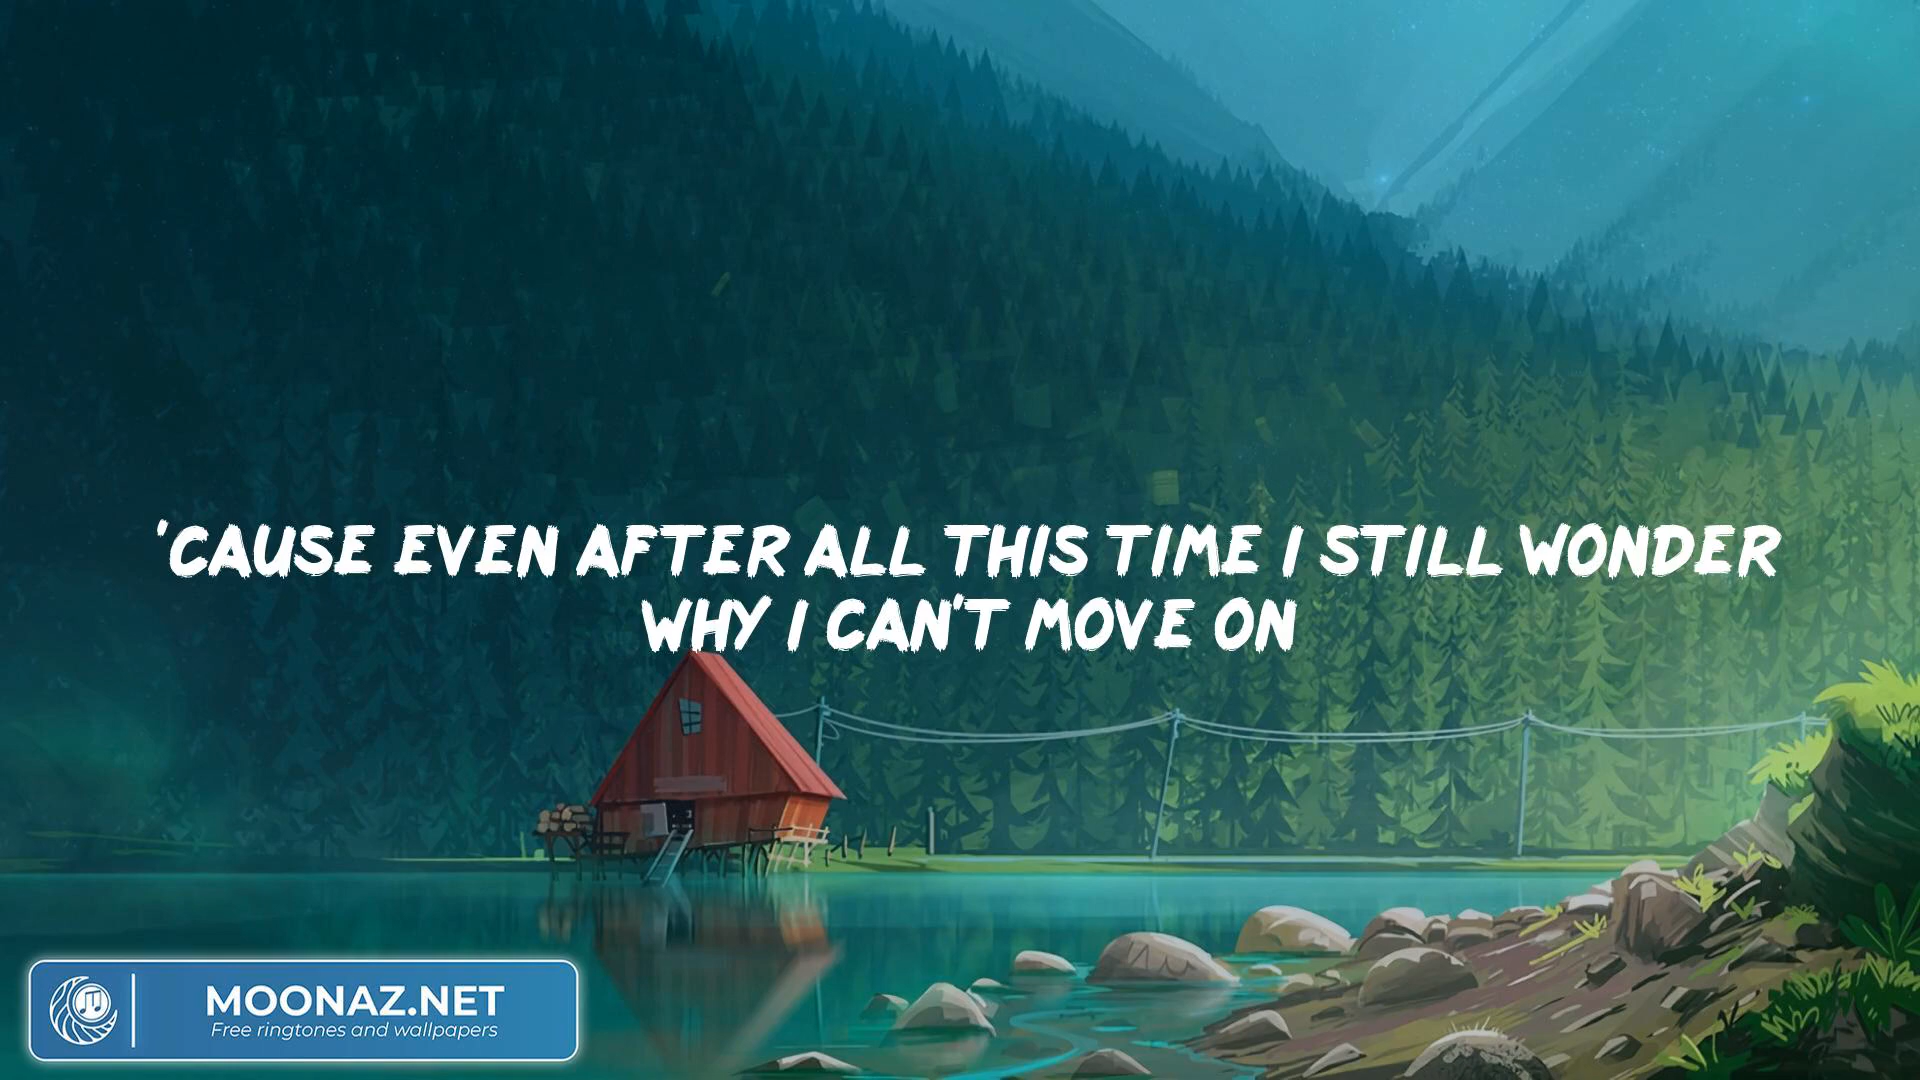 'CAUSE EVEN AFTER ALL THIS TIME I STILL WONDER
WHY I CAN'T MOVE ON
MOONAZ.NET
Free ringtones and wallpapers